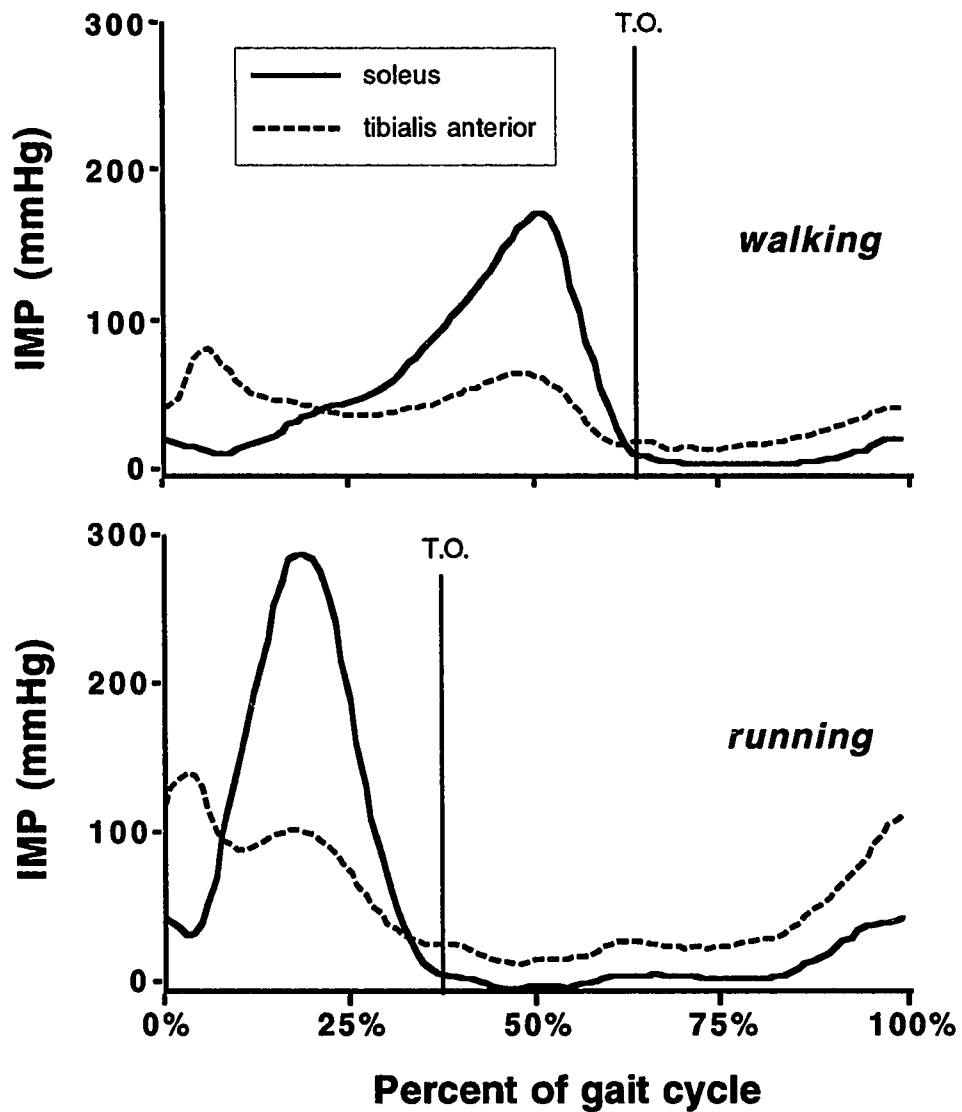 300
T.O.
soleus
tibialis anterior
200
walking
IMP (mmHg)
100
0
300
T.O.
200
running
IMP (mmHg)
100
0
0% 25% 50% 75% 100%
Percent of gait cycle